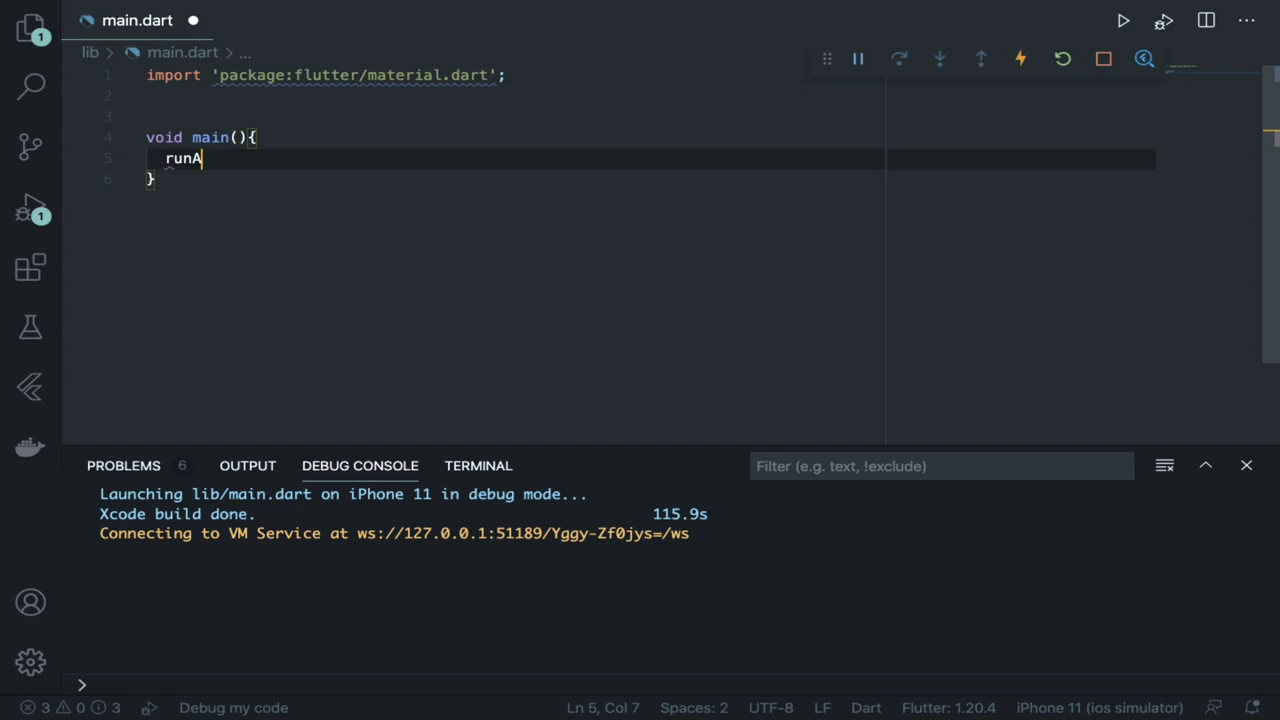 1
main.dart
lib > main.dart > ...
1 import 'package:flutter/material.dart';
2
3
4 void main(){
5 runA
6 }
1
PROBLEMS 6 OUTPUT DEBUG CONSOLE TERMINAL Filter (e.g. text, !exclude)
Launching lib/main.dart on iPhone 11 in debug mode...
Xcode build done. 115.9s
Connecting to VM Service at ws://127.0.0.1:51189/Yggy-Zf0jys=/ws
>
3 0 3 Debug my code Ln 5, Col 7 Spaces: 2 UTF-8 LF Dart Flutter: 1.20.4 iPhone 11 (ios simulator)